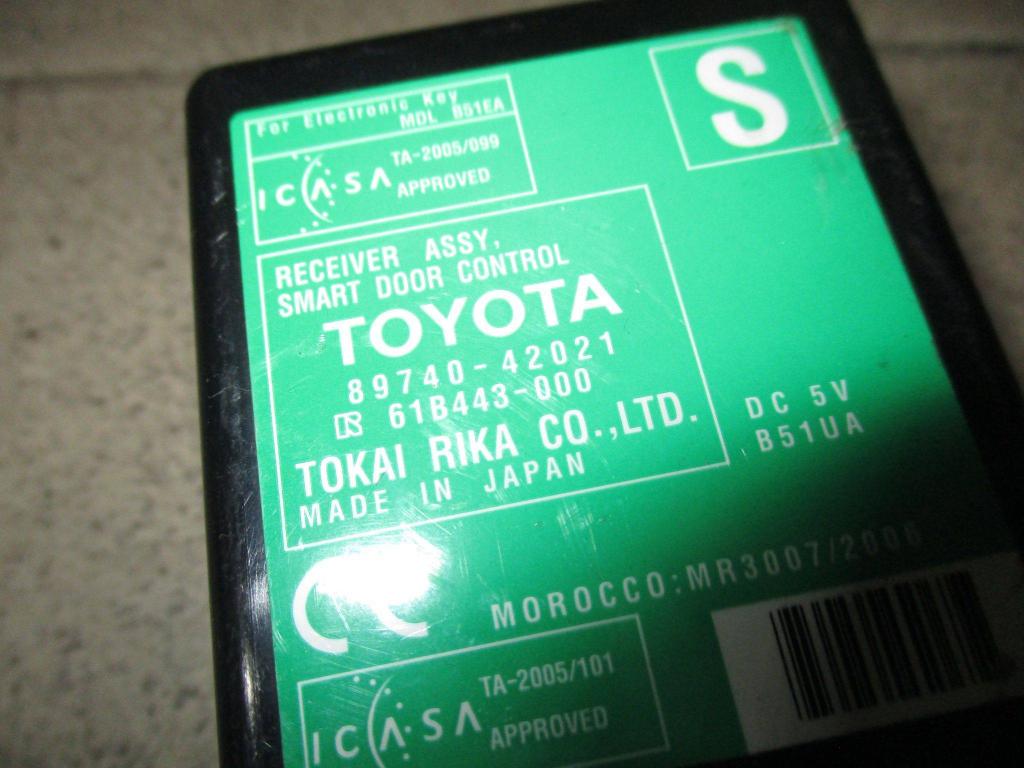 For Electronic Key
MDL B51EA
ICASA TA-2005/099
APPROVED
S
RECEIVER ASSY,
SMART DOOR CONTROL
TOYOTA
89740-42021
R 61B443-000
TOKAI RIKA CO.,LTD.
MADE IN JAPAN
DC 5V
B51UA
CE
MOROCCO:MR3007/2006
ICASA TA-2005/101
APPROVED